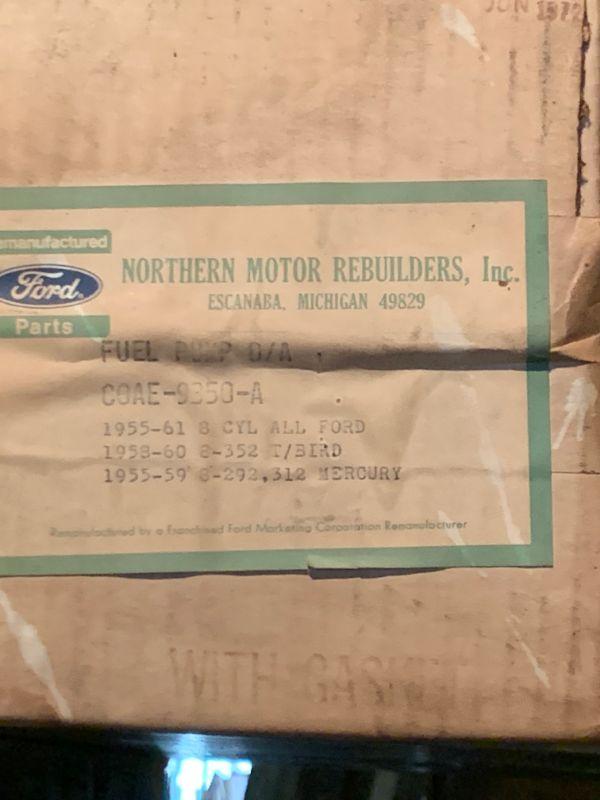 JUN 1972
emanufactured
Ford
Parts
NORTHERN MOTOR REBUILDERS, Inc.
ESCANABA, MICHIGAN 49829
FUEL PUMP O/A
COAE-9350-A
1955-61 8 CYL ALL FORD
1958-60 8-352 T/BIRD
1955-59 8-292,312 MERCURY
Remanufactured by a Franchised Ford Marketing Corporation Remanufacturer
WITH GASKET